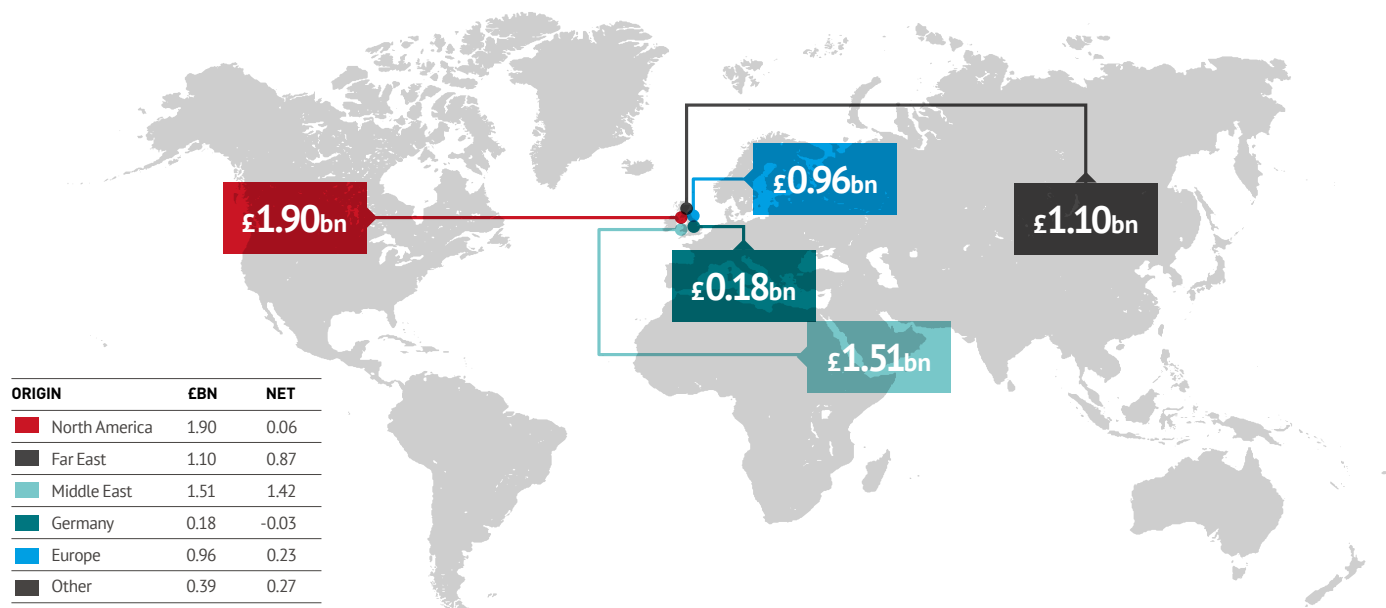 £0.96bn
£1.90bn
£1.10bn
£0.18bn
£1.51bn
ORIGIN £BN NET
North America 1.90 0.06
Far East 1.10 0.87
Middle East 1.51 1.42
Germany 0.18 -0.03
Europe 0.96 0.23
Other 0.39 0.27